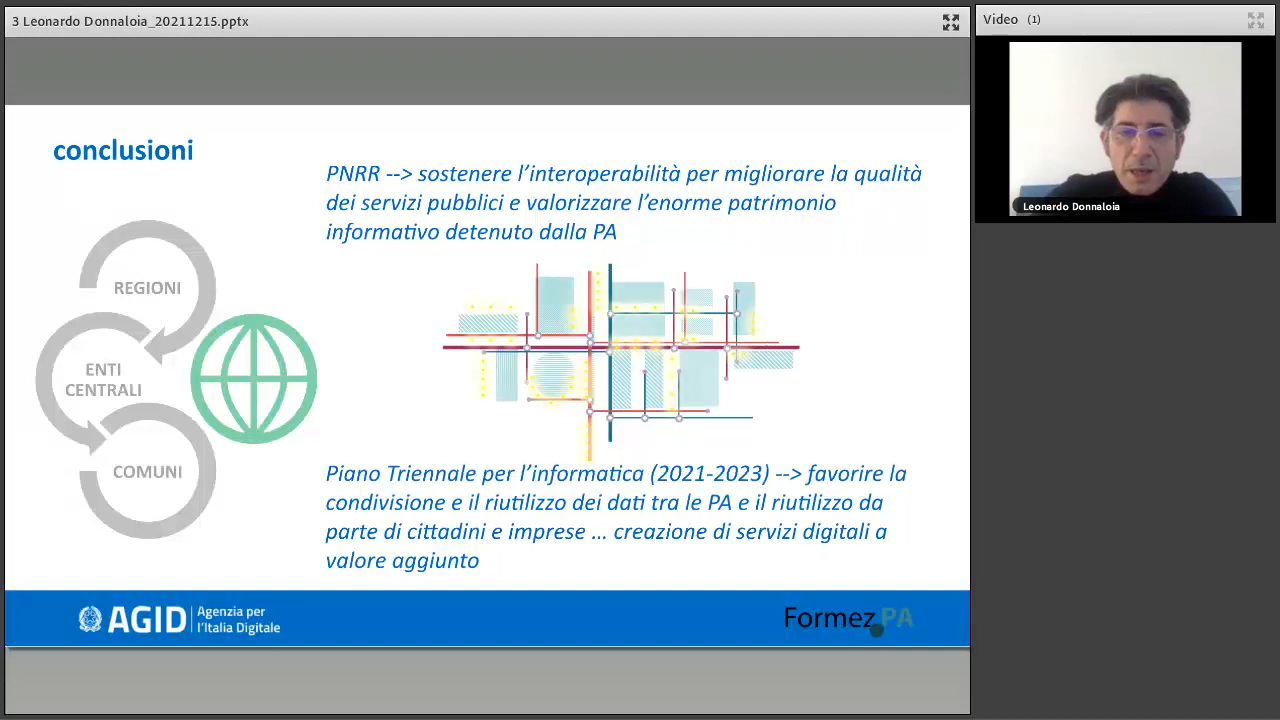 3 Leonardo Donnaloia_20211215.pptx
Video (1)
Leonardo Donnaloia
conclusioni
PNRR --> sostenere l'interoperabilità per migliorare la qualità
dei servizi pubblici e valorizzare l'enorme patrimonio
informativo detenuto dalla PA
REGIONI
ENTI
CENTRALI
COMUNI
Piano Triennale per l'informatica (2021-2023) --> favorire la
condivisione e il riutilizzo dei dati tra le PA e il riutilizzo da
parte di cittadini e imprese … creazione di servizi digitali a
valore aggiunto
AGID
Agenzia per
l'Italia Digitale
Formez PA